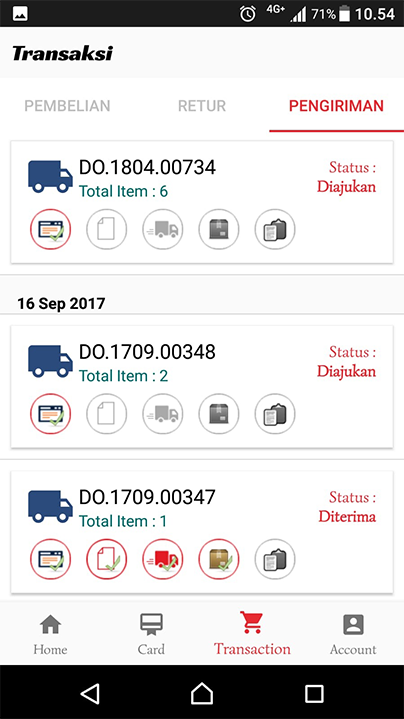 4G+ 71% 10.54
Transaksi
PEMBELIAN RETUR PENGIRIMAN
DO.1804.00734
Total Item : 6
Status :
Diajukan
16 Sep 2017
DO.1709.00348
Total Item : 2
Status :
Diajukan
DO.1709.00347
Total Item : 1
Status :
Diterima
Home Card Transaction Account